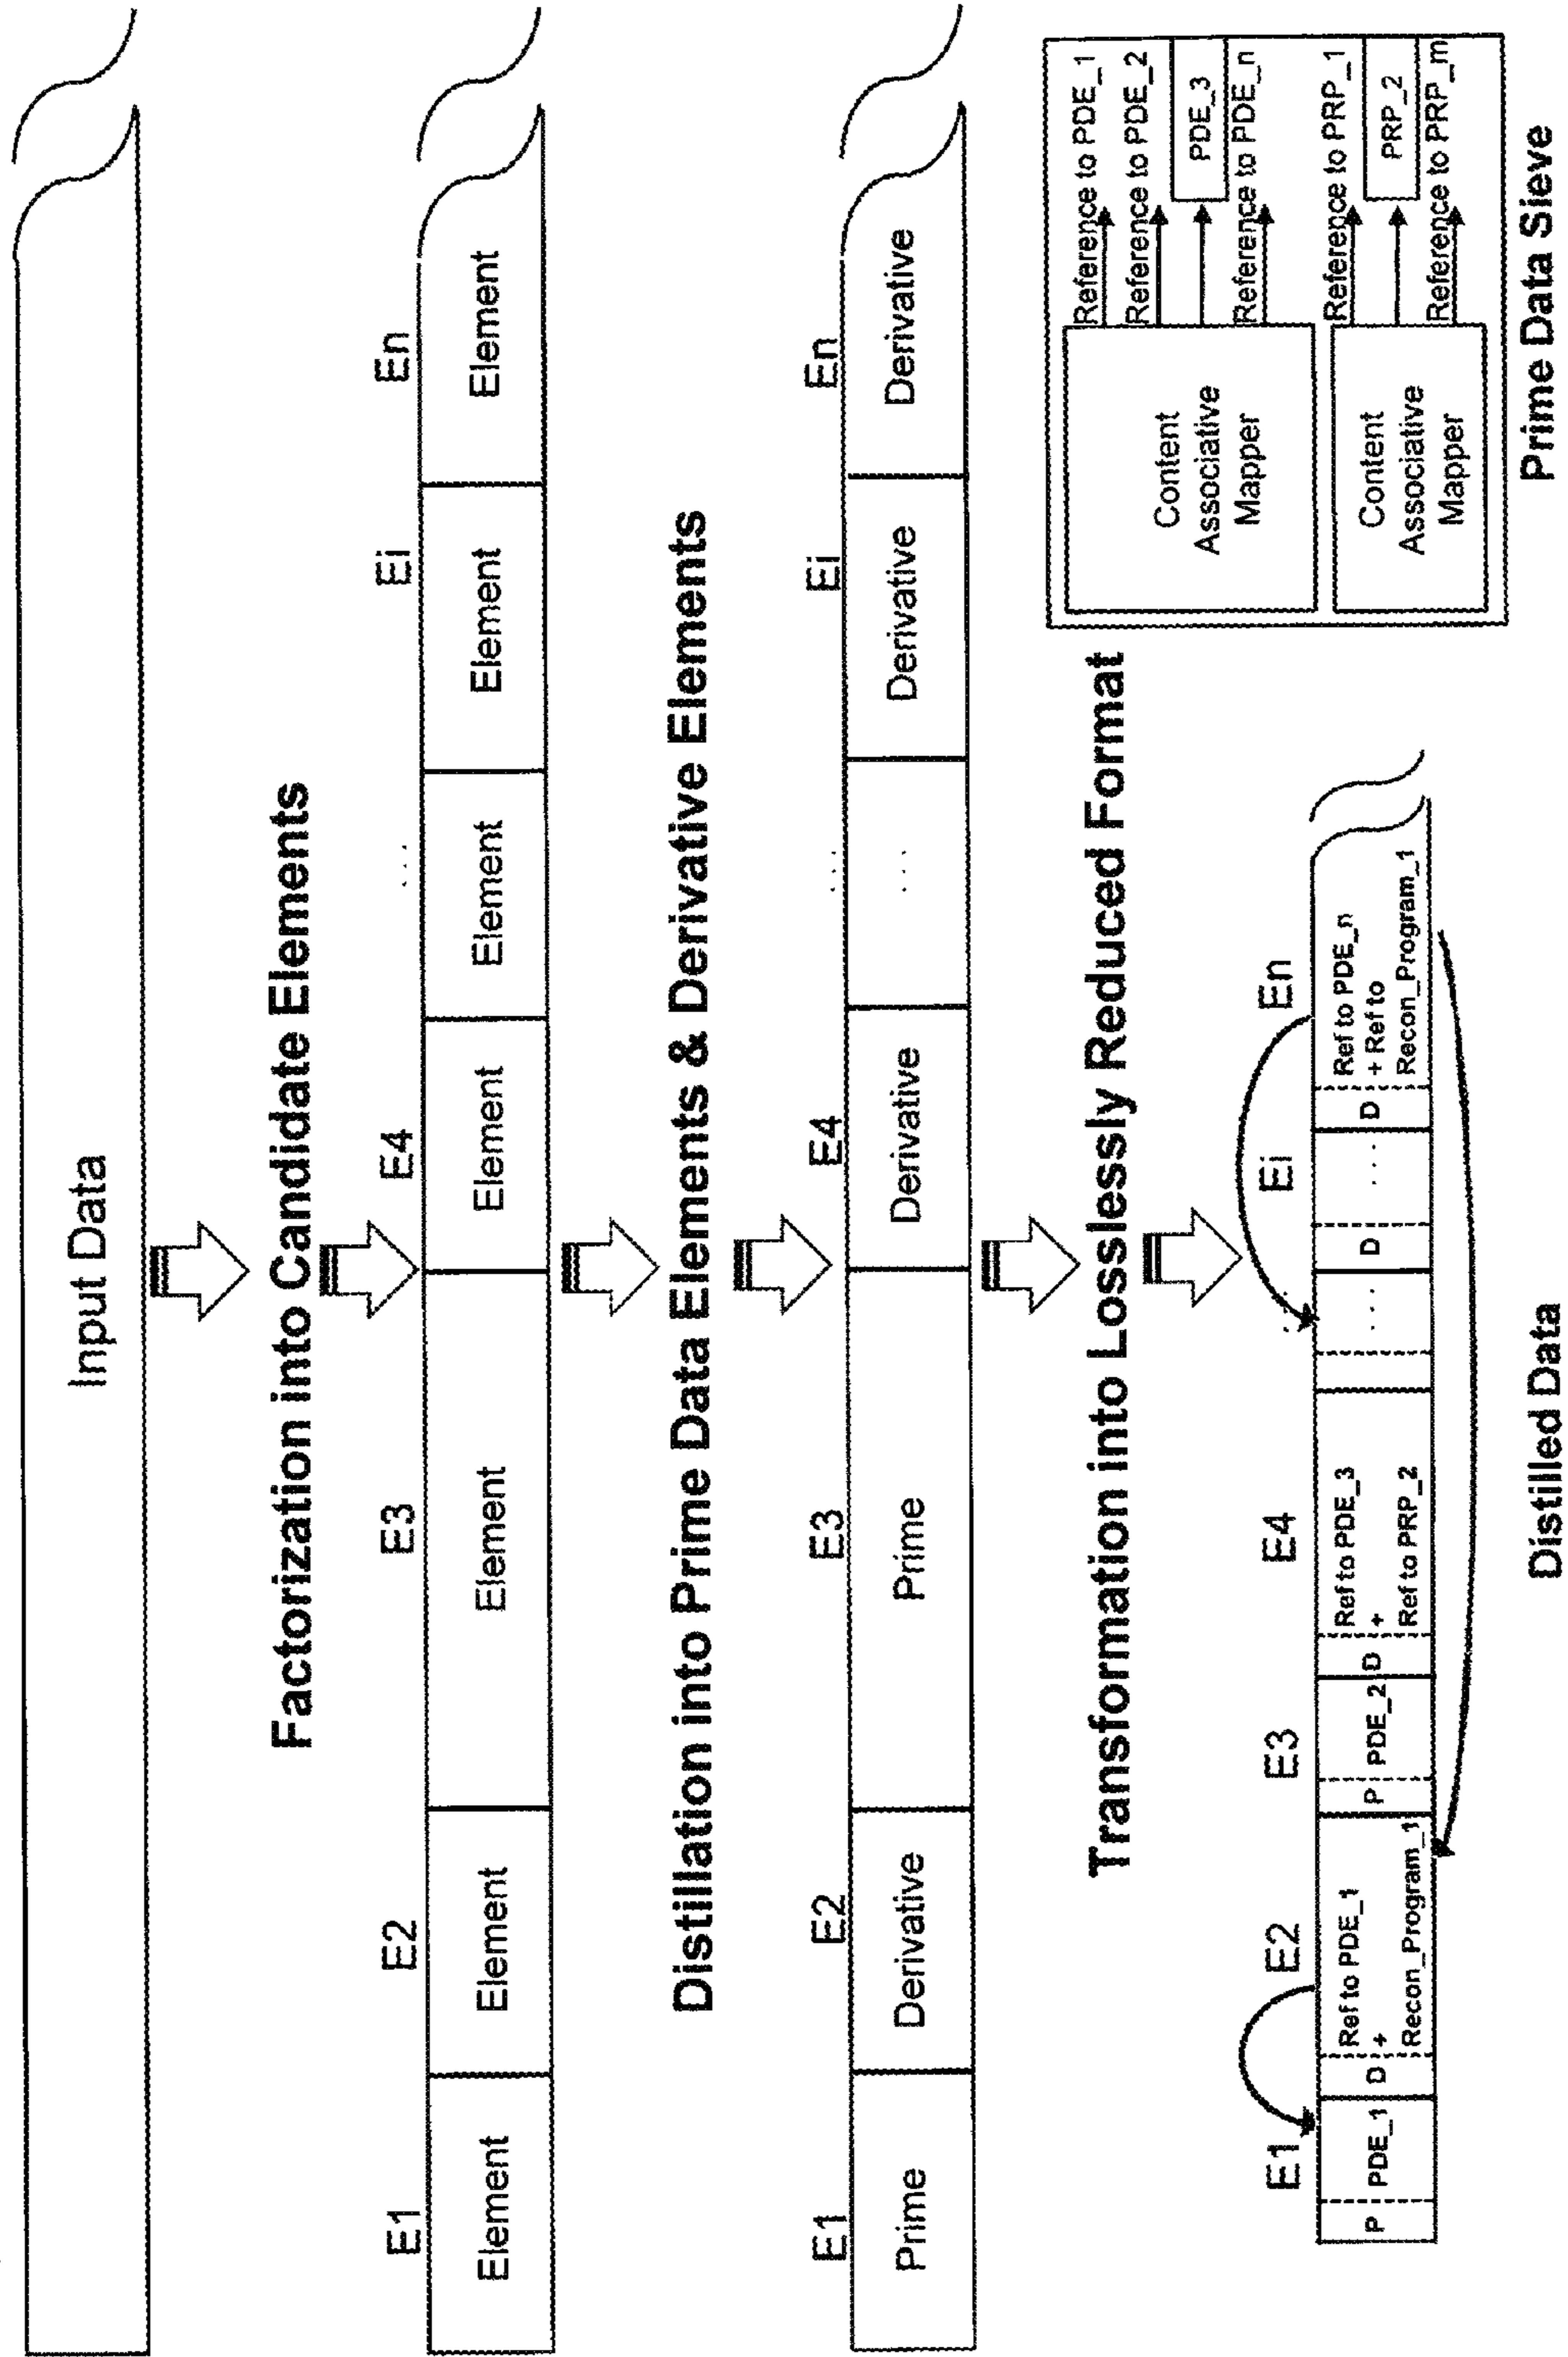 Input Data
Factorization into Candidate Elements
E1 E2 E3 E4 ... Ei En
Element Element Element Element Element Element Element
Distillation into Prime Data Elements & Derivative Elements
E1 E2 E3 E4 ... Ei En
Prime Derivative Prime Derivative ... Derivative Derivative
Transformation into Losslessly Reduced Format
E1 E2 E3 E4 ... Ei En
P PDE_1
D Ref to PDE_1
+
Recon_Program_1
P PDE_2
D Ref to PDE_3
+
Ref to PRP_2
...
D ...
D Ref to PDE_n
+ Ref to
Recon_Program_1
Distilled Data
Content
Associative
Mapper
Reference to PDE_1
Reference to PDE_2
PDE_3
Reference to PDE_n
Content
Associative
Mapper
Reference to PRP_1
PRP_2
Reference to PRP_m
Prime Data Sieve